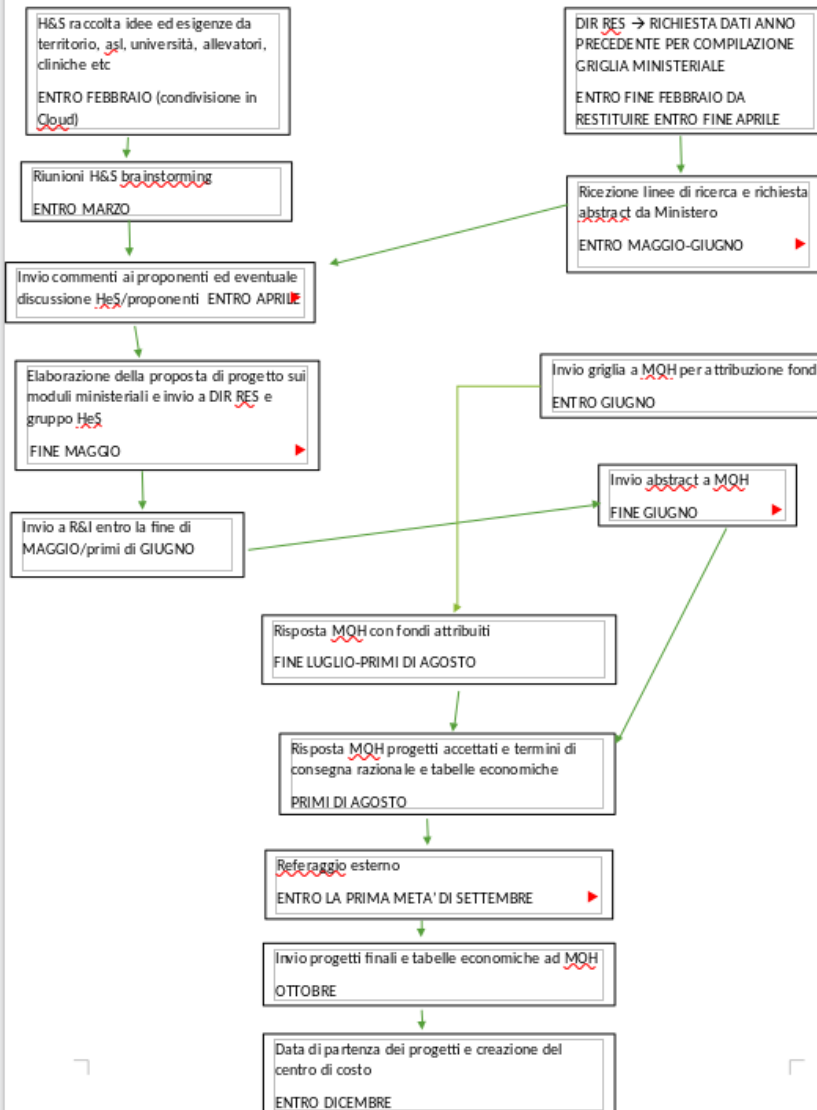 H&S raccolta idee ed esigenze da
territorio, asl, università, allevatori,
cliniche etc
ENTRO FEBBRAIO (condivisione in
Cloud)
DIR RES → RICHIESTA DATI ANNO
PRECEDENTE PER COMPILAZIONE
GRIGLIA MINISTERIALE
ENTRO FINE FEBBRAIO DA
RESTITUIRE ENTRO FINE APRILE
Riunioni H&S brainstorming
ENTRO MARZO
Ricezione linee di ricerca e richiesta
abstract da Ministero
ENTRO MAGGIO-GIUGNO
Invio commenti ai proponenti ed eventuale
discussione HeS/proponenti ENTRO APRILE
Elaborazione della proposta di progetto sui
moduli ministeriali e invio a DIR RES e
gruppo HeS
FINE MAGGIO
Invio griglia a MOH per attribuzione fond
ENTRO GIUGNO
Invio abstract a MOH
FINE GIUGNO
Invio a R&I entro la fine di
MAGGIO/primi di GIUGNO
Risposta MOH con fondi attribuiti
FINE LUGLIO-PRIMI DI AGOSTO
Risposta MOH progetti accettati e termini di
consegna razionale e tabelle economiche
PRIMI DI AGOSTO
Referaggio esterno
ENTRO LA PRIMA META' DI SETTEMBRE
Invio progetti finali e tabelle economiche ad MOH
OTTOBRE
Data di partenza dei progetti e creazione del
centro di costo
ENTRO DICEMBRE